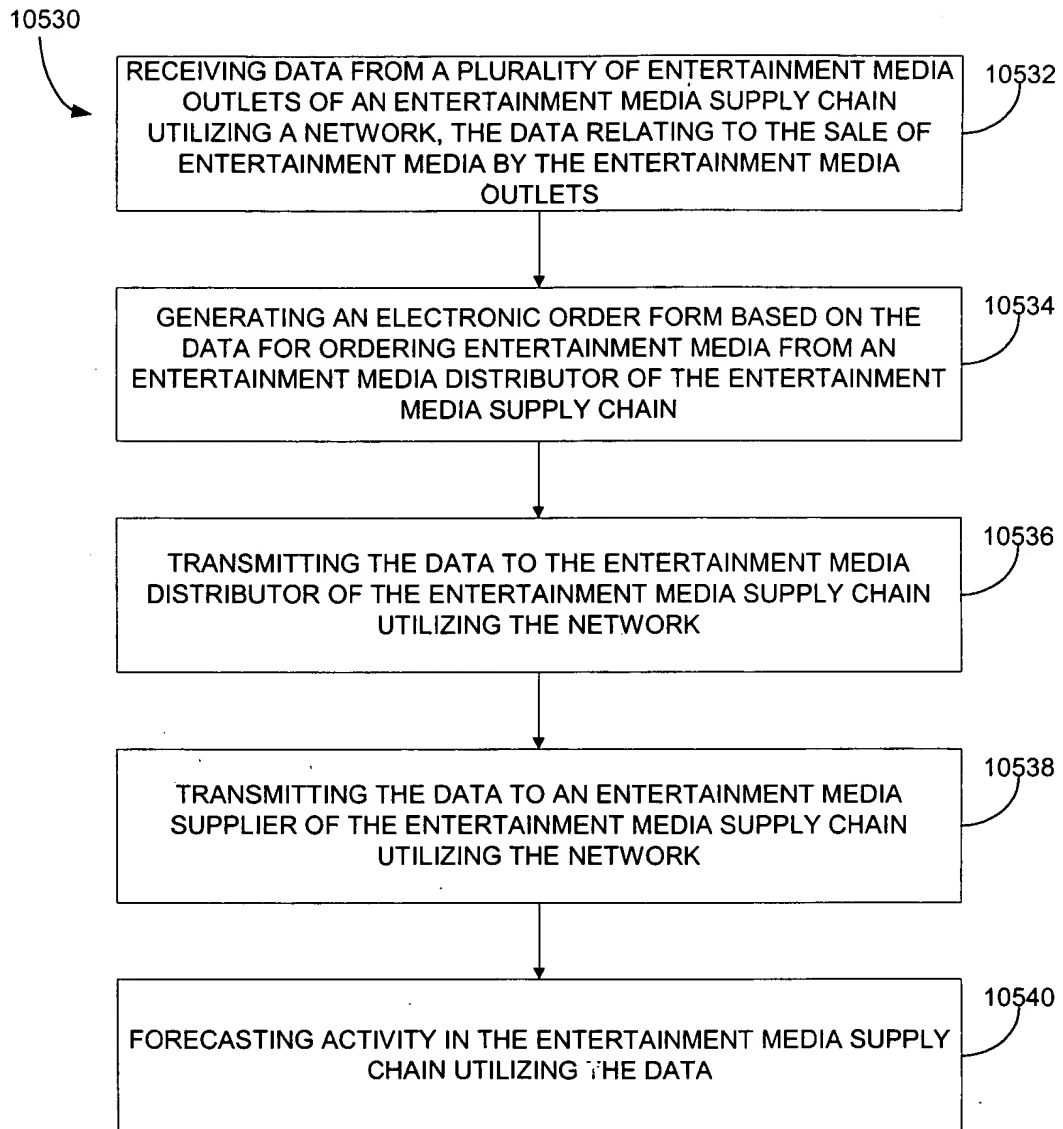 10530
RECEIVING DATA FROM A PLURALITY OF ENTERTAINMENT MEDIA
OUTLETS OF AN ENTERTAINMENT MEDIA SUPPLY CHAIN
UTILIZING A NETWORK, THE DATA RELATING TO THE SALE OF
ENTERTAINMENT MEDIA BY THE ENTERTAINMENT MEDIA
OUTLETS
10532
GENERATING AN ELECTRONIC ORDER FORM BASED ON THE
DATA FOR ORDERING ENTERTAINMENT MEDIA FROM AN
ENTERTAINMENT MEDIA DISTRIBUTOR OF THE ENTERTAINMENT
MEDIA SUPPLY CHAIN
10534
TRANSMITTING THE DATA TO THE ENTERTAINMENT MEDIA
DISTRIBUTOR OF THE ENTERTAINMENT MEDIA SUPPLY CHAIN
UTILIZING THE NETWORK
10536
TRANSMITTING THE DATA TO AN ENTERTAINMENT MEDIA
SUPPLIER OF THE ENTERTAINMENT MEDIA SUPPLY CHAIN
UTILIZING THE NETWORK
10538
FORECASTING ACTIVITY IN THE ENTERTAINMENT MEDIA SUPPLY
CHAIN UTILIZING THE DATA
10540